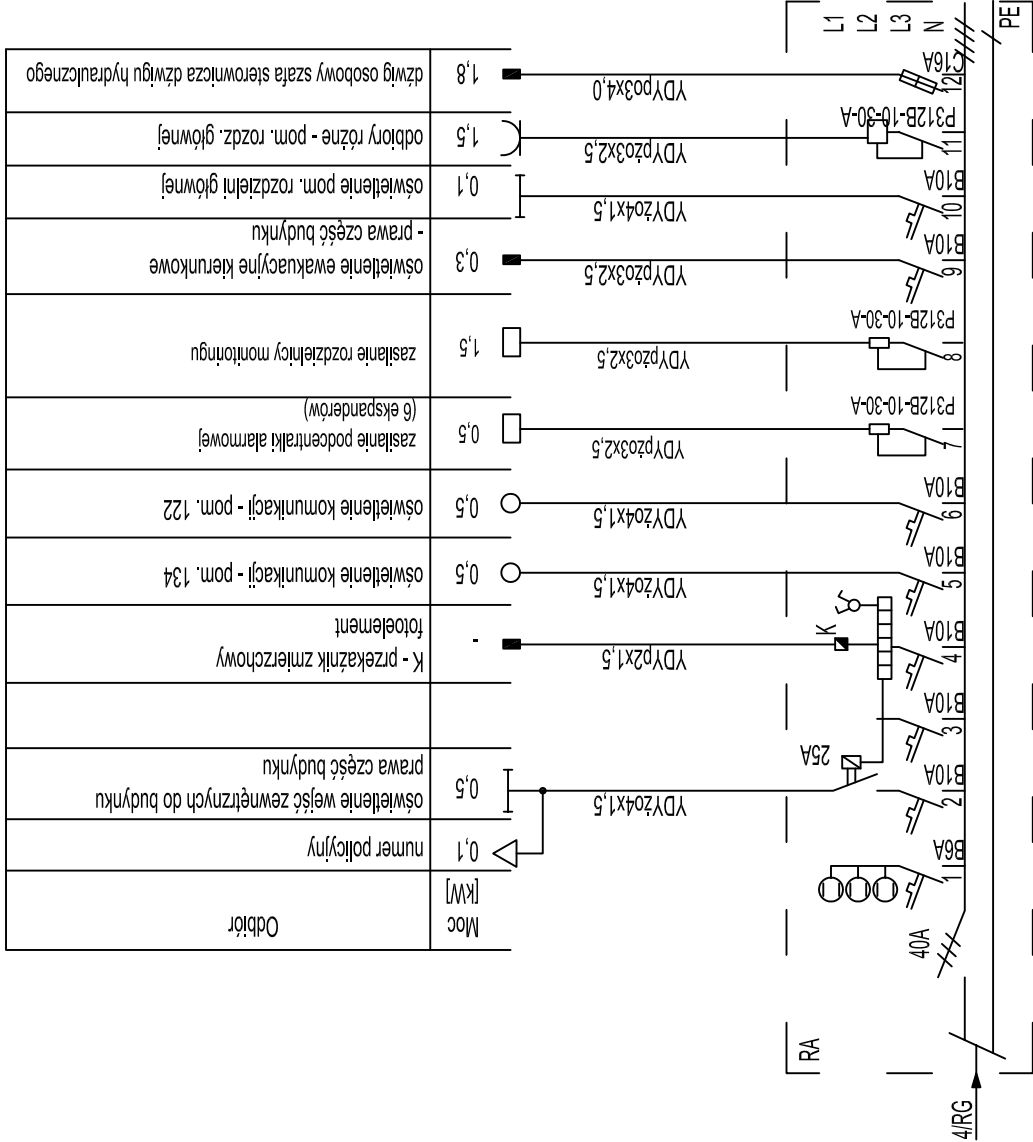 Odbiór
Moc
[kW]
numer policyjny
0,1
oświetlenie wejść zewnętrznych do budynku
prawa część budynku
0,5
K - przekaźnik zmierzchowy
fotoelement
-
oświetlenie komunikacji - pom. 134
0,5
oświetlenie komunikacji - pom. 122
0,5
zasilanie podcentralki alarmowej
(6 ekspanderów)
0,5
zasilanie rozdzielnicy monitoringu
1,5
oświetlenie ewakuacyjne kierunkowe
- prawa część budynku
0,3
oświetlenie pom. rozdzielni głównej
0,1
odbiory różne - pom. rozdz. głównej
1,5
dźwig osobowy szafa sterownicza dźwigu hydraulicznego
1,8
YDYżo4x1,5
YDYp2x1,5
YDYżo4x1,5
YDYżo4x1,5
YDYpżo3x2,5
YDYpżo3x2,5
YDYpżo3x2,5
YDYżo4x1,5
YDYpżo3x2,5
YDYpo3x4,0
4/RG
RA
40A
1
B6A
2
B10A
25A
3
B10A
4
B10A
K
5
B10A
6
B10A
7
P312B-10-30-A
8
P312B-10-30-A
9
B10A
10
B10A
11
P312B-10-30-A
12
C16A
L1
L2
L3
N
PE